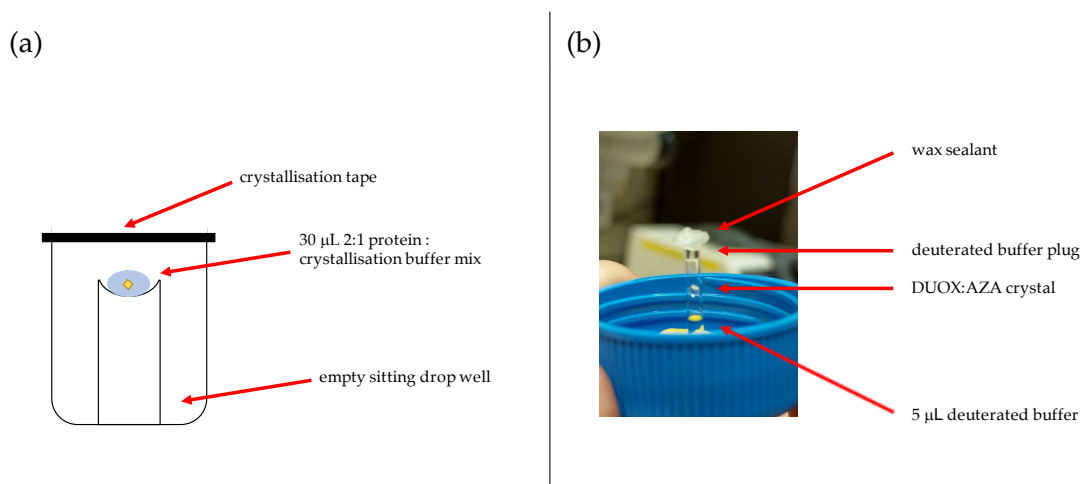 (a)
crystallisation tape
30 μL 2:1 protein :
crystallisation buffer mix
empty sitting drop well
(b)
wax sealant
deuterated buffer plug
DUOX:AZA crystal
5 μL deuterated buffer